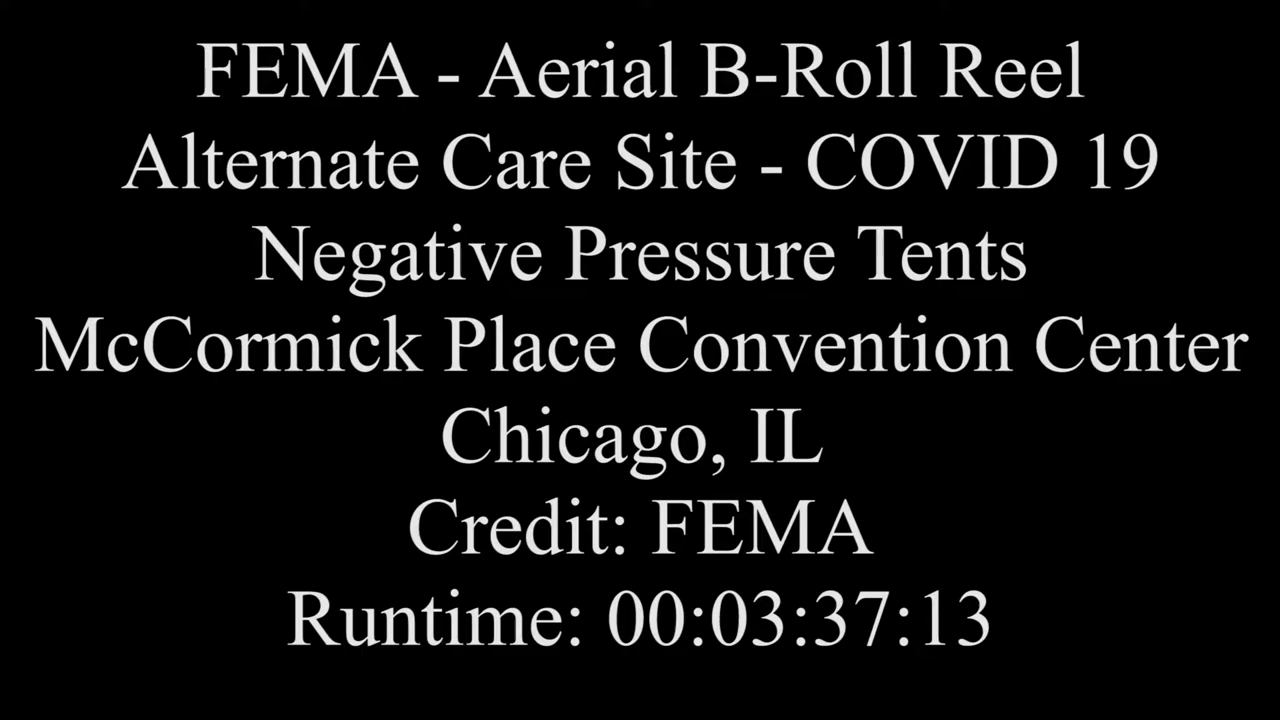 FEMA - Aerial B-Roll Reel
Alternate Care Site - COVID 19
Negative Pressure Tents
McCormick Place Convention Center
Chicago, IL
Credit: FEMA
Runtime: 00:03:37:13